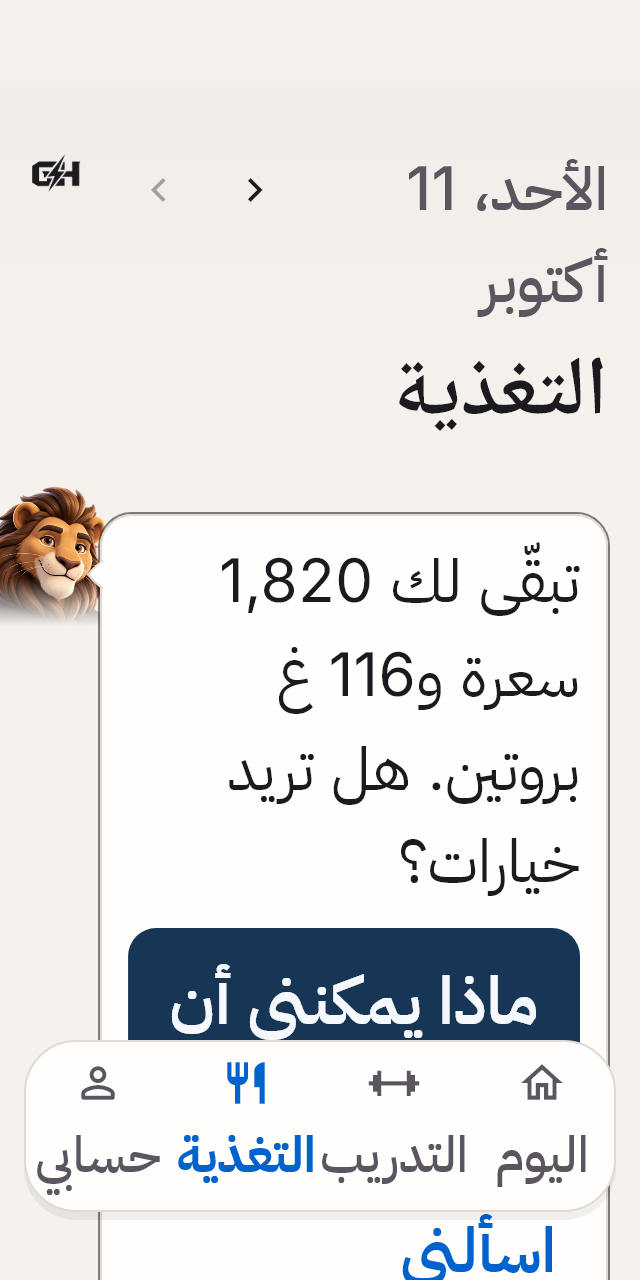 الأحد، 11
أكتوبر
GH
التغذية
تبقّى لك 1,820
سعرة و116 غ
بروتين. هل تريد
خيارات؟
ماذا يمكنني أن
اليوم
التدريب
التغذية
حسابي
اسألني